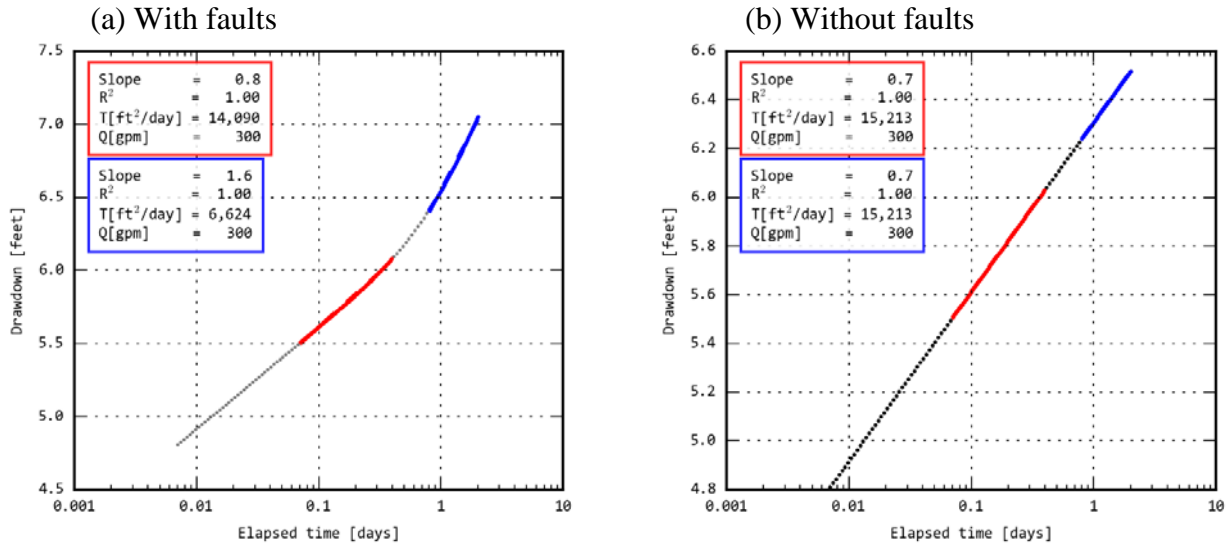 (a) With faults
7.5
7.0
6.5
6.0
5.5
5.0
4.5
Drawdown [feet]
Slope = 0.8
R² = 1.00
T[ft²/day] = 14,090
Q[gpm] = 300
Slope = 1.6
R² = 1.00
T[ft²/day] = 6,624
Q[gpm] = 300
0.001 0.01 0.1 1 10
Elapsed time [days]
(b) Without faults
6.6
6.4
6.2
6.0
5.8
5.6
5.4
5.2
5.0
4.8
Drawdown [feet]
Slope = 0.7
R² = 1.00
T[ft²/day] = 15,213
Q[gpm] = 300
Slope = 0.7
R² = 1.00
T[ft²/day] = 15,213
Q[gpm] = 300
0.001 0.01 0.1 1 10
Elapsed time [days]